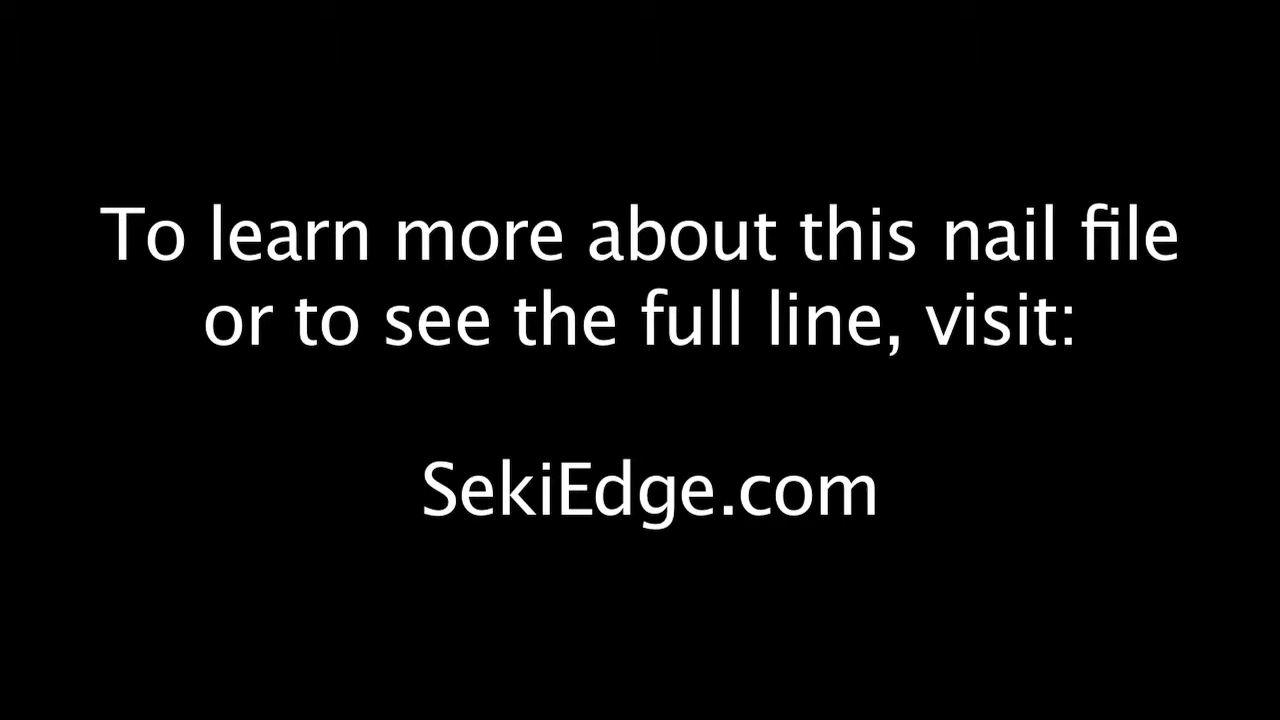 To learn more about this nail file
or to see the full line, visit:
SekiEdge.com